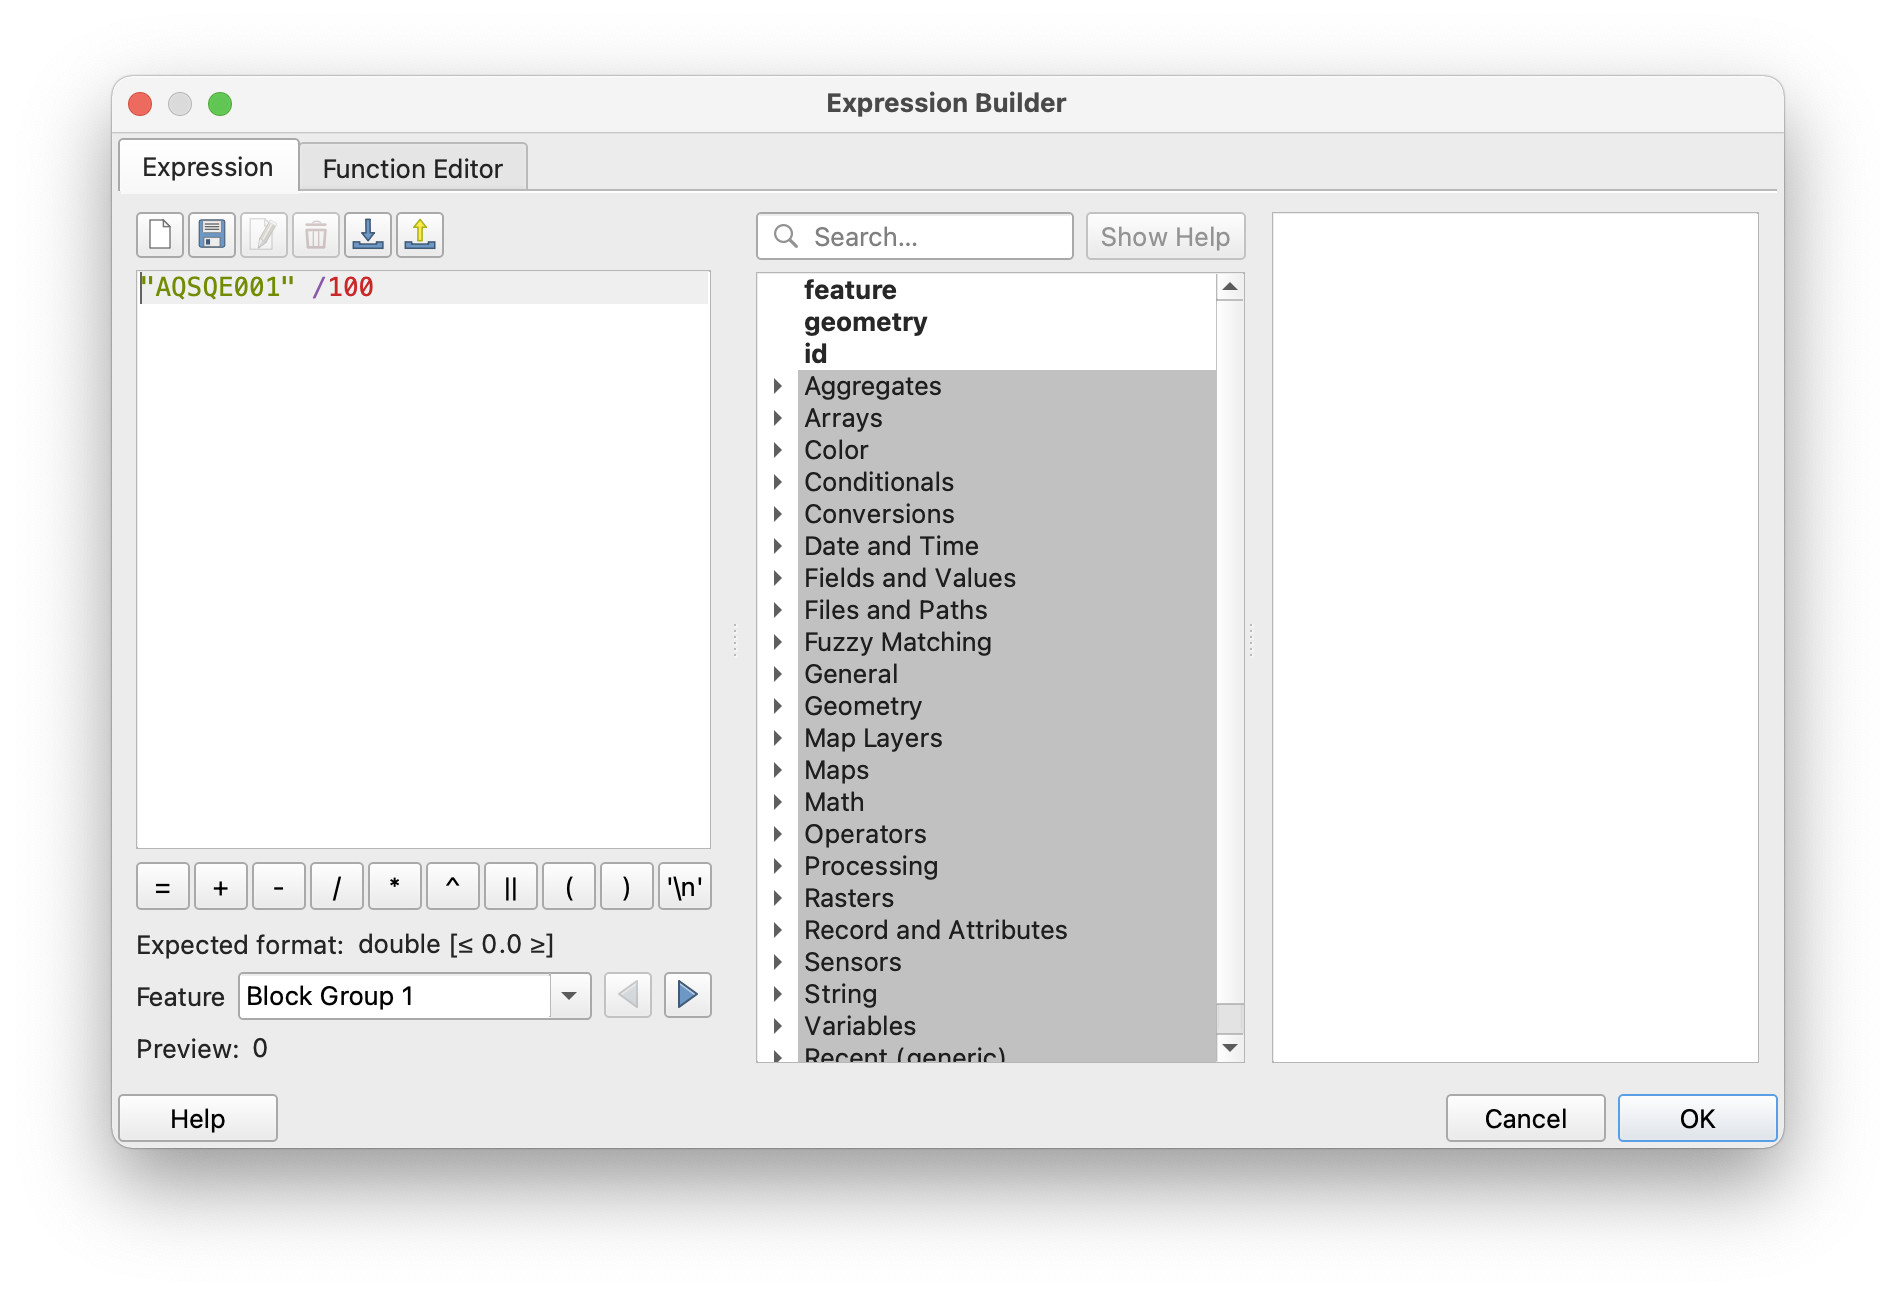 Expression Builder
Expression
Function Editor
"AQSQE001" /100
= + - / * ^ || ( ) '\n'
Expected format: double [≤ 0.0 ≥]
Feature Block Group 1
Preview: 0
Search...
Show Help
feature
geometry
id
Aggregates
Arrays
Color
Conditionals
Conversions
Date and Time
Fields and Values
Files and Paths
Fuzzy Matching
General
Geometry
Map Layers
Maps
Math
Operators
Processing
Rasters
Record and Attributes
Sensors
String
Variables
Recent (generic)
Help
Cancel
OK